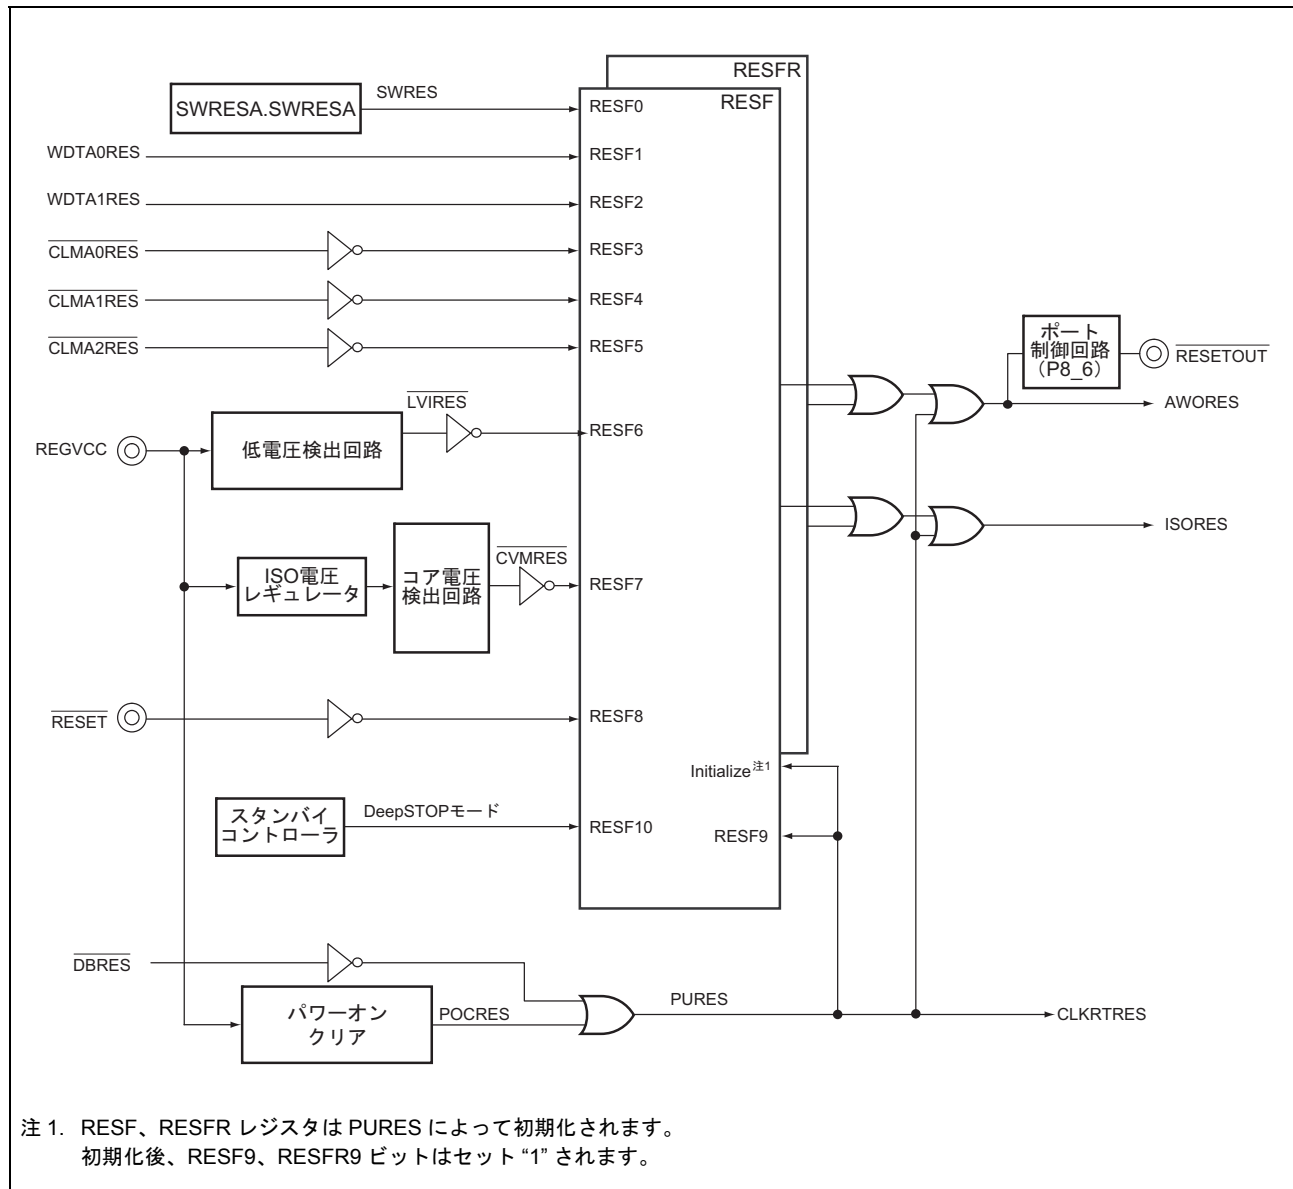 RESFR
RESF
SWRESA.SWRESA
SWRES
RESF0
WDTA0RES
RESF1
WDTA1RES
RESF2
CLMA0RES
RESF3
CLMA1RES
RESF4
CLMA2RES
RESF5
ポート
制御回路
（P8_6）
RESETOUT
AWORES
LVIRES
RESF6
REGVCC
低電圧検出回路
ISORES
CVMRES
ISO電圧
レギュレータ
コア電圧
検出回路
RESF7
RESET
RESF8
Initialize注1
スタンバイ
コントローラ
DeepSTOPモード
RESF10
RESF9
DBRES
パワーオン
クリア
POCRES
PURES
CLKRTRES
注 1. RESF、RESFR レジスタは PURES によって初期化されます。
初期化後、RESF9、RESFR9 ビットはセット “1” されます。